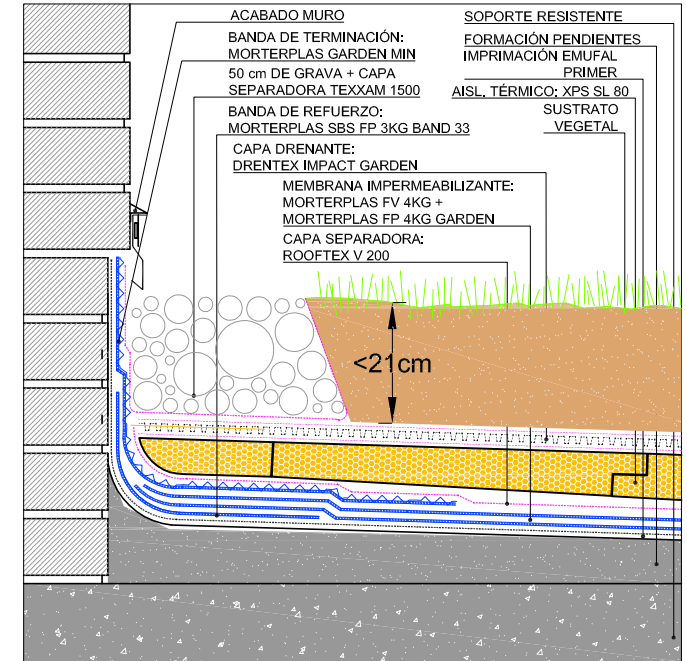 ACABADO MURO
BANDA DE TERMINACIÓN:
MORTERPLAS GARDEN MIN
50 cm DE GRAVA + CAPA
SEPARADORA TEXXAM 1500
BANDA DE REFUERZO:
MORTERPLAS SBS FP 3KG BAND 33
CAPA DRENANTE:
DRENTEX IMPACT GARDEN
MEMBRANA IMPERMEABILIZANTE:
MORTERPLAS FV 4KG +
MORTERPLAS FP 4KG GARDEN
CAPA SEPARADORA:
ROOFTEX V 200
SOPORTE RESISTENTE
FORMACIÓN PENDIENTES
IMPRIMACIÓN EMUFAL
PRIMER
AISL. TÉRMICO: XPS SL 80
SUSTRATO
VEGETAL
<21cm